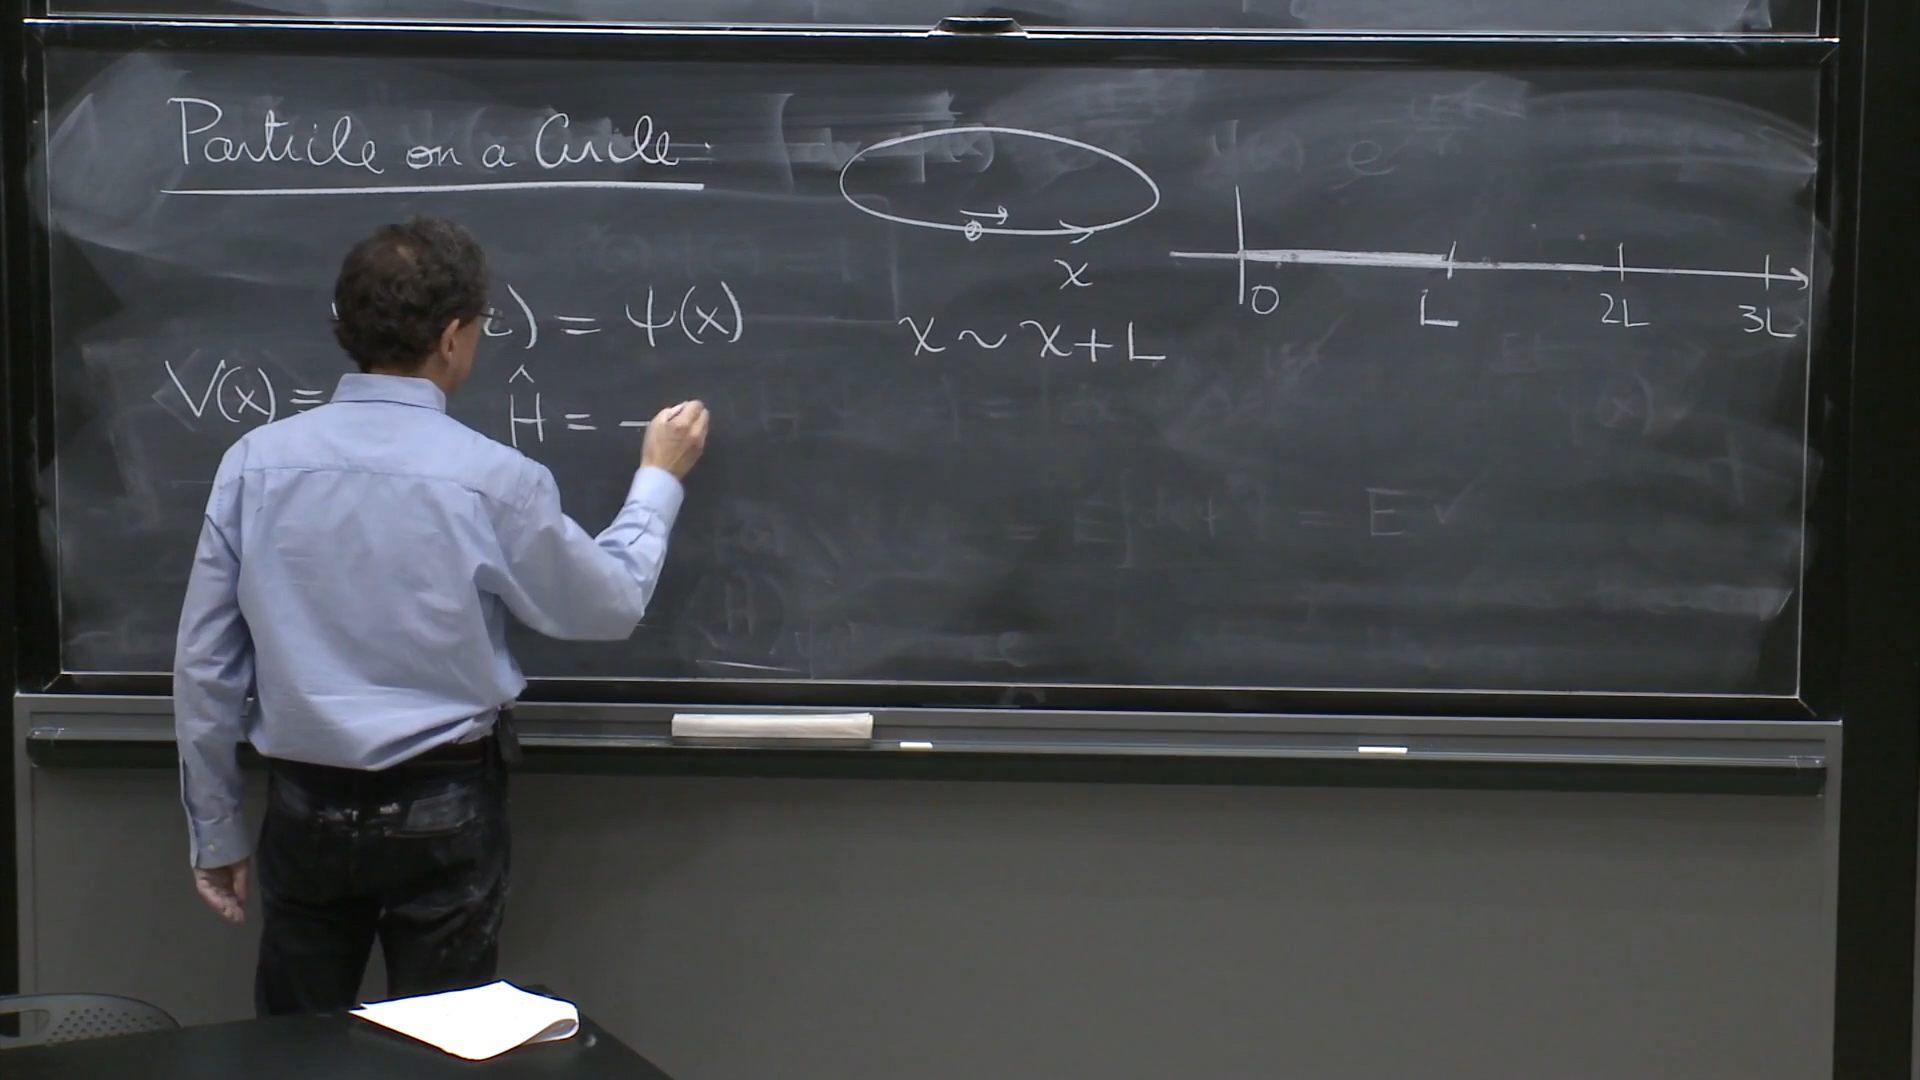 Particle on a Circle.
x
0 L 2L 3L
) = ψ(x)
x ~ x+L
V(x) =
Ĥ = −
= E = E ✓